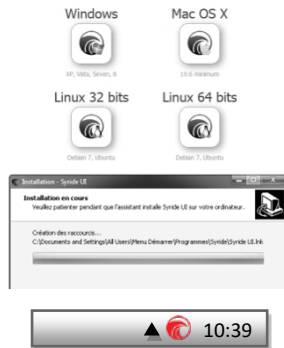 Windows Mac OS X
XP, Vista, Seven, 8 10.6 minimum
Linux 32 bits Linux 64 bits
Debian 7, Ubuntu Debian 7, Ubuntu
Installation - Syride UI
Installation en cours
Veuillez patienter pendant que l'assistant installe Syride UI sur votre ordinateur.
Création des raccourcis...
C:\Documents and Settings\All Users\Menu Démarrer\Programmes\Syride\Syride UI.lnk
10:39